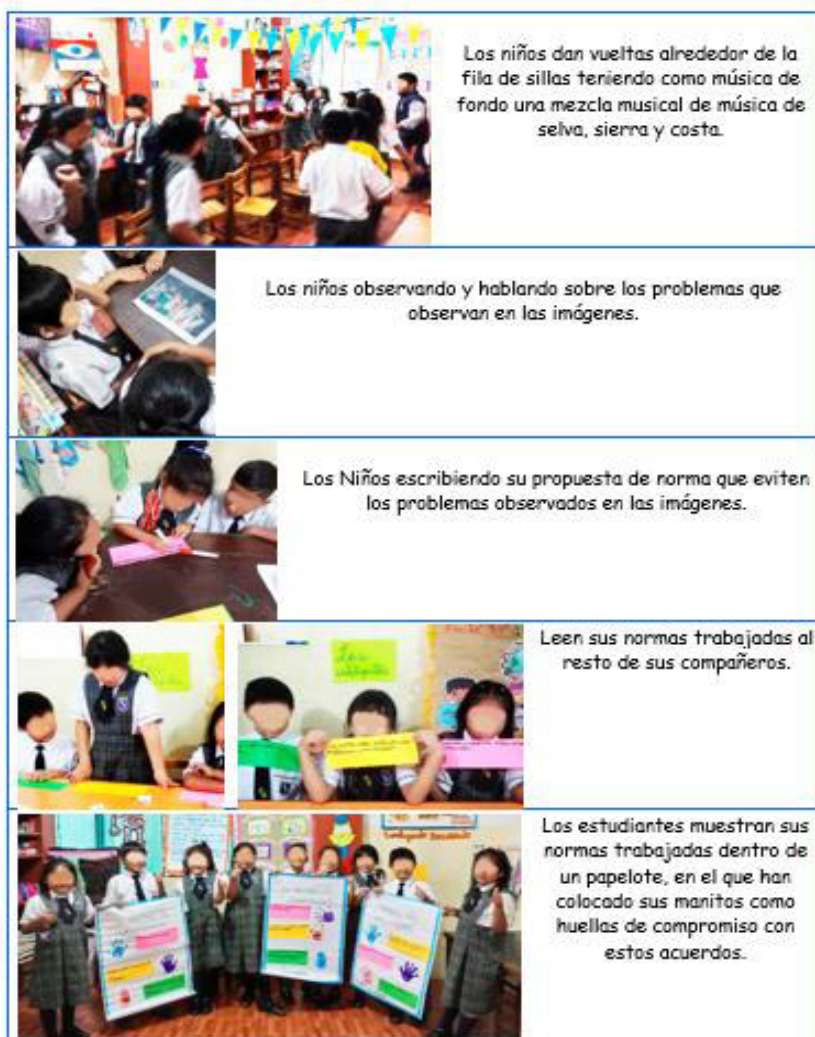 Los niños dan vueltas alrededor de la
fila de sillas teniendo como música de
fondo una mezcla musical de música de
selva, sierra y costa.
Los niños observando y hablando sobre los problemas que
observan en las imágenes.
Los Niños escribiendo su propuesta de norma que eviten
los problemas observados en las imágenes.
Leen sus normas trabajadas al
resto de sus compañeros.
Los estudiantes muestran sus
normas trabajadas dentro de
un papelote, en el que han
colocado sus manitos como
huellas de compromiso con
estos acuerdos.